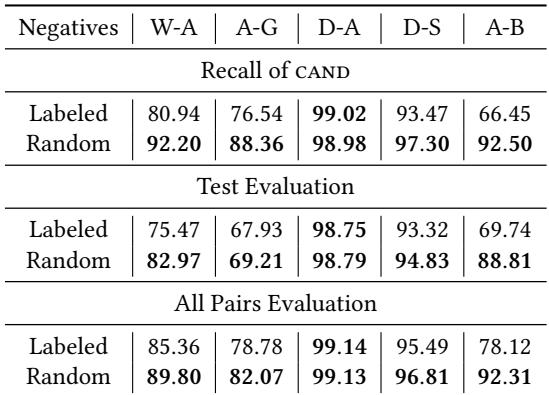 Negatives W-A A-G D-A D-S A-B
Recall of CAND
Labeled 80.94 76.54 99.02 93.47 66.45
Random 92.20 88.36 98.98 97.30 92.50
Test Evaluation
Labeled 75.47 67.93 98.75 93.32 69.74
Random 82.97 69.21 98.79 94.83 88.81
All Pairs Evaluation
Labeled 85.36 78.78 99.14 95.49 78.12
Random 89.80 82.07 99.13 96.81 92.31